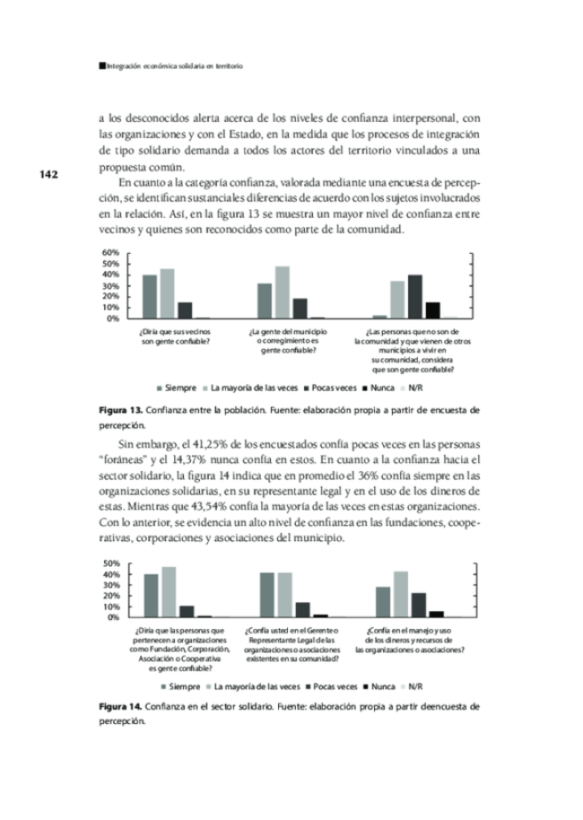 Integración económica solidaria en territorio
a los desconocidos alerta acerca de los niveles de confianza interpersonal, con
las organizaciones y con el Estado, en la medida que los procesos de integración
de tipo solidario demanda a todos los actores del territorio vinculados a una
propuesta común.
142
En cuanto a la categoría confianza, valorada mediante una encuesta de percep-
ción, se identifican sustanciales diferencias de acuerdo con los sujetos involucrados
en la relación. Así, en la figura 13 se muestra un mayor nivel de confianza entre
vecinos y quienes son reconocidos como parte de la comunidad.
60%
50%
40%
30%
20%
10%
0%
¿Diría que sus vecinos
son gente confiable?
¿La gente del municipio
o corregimiento es
gente confiable?
¿Las personas que no son de
la comunidad y que vienen de otros
municipios a vivir en
su comunidad, considera
que son gente confiable?
Siempre La mayoría de las veces Pocas veces Nunca N/R
Figura 13. Confianza entre la población. Fuente: elaboración propia a partir de encuesta de
percepción.
Sin embargo, el 41,25% de los encuestados confía pocas veces en las personas
“foráneas” y el 14,37% nunca confía en estos. En cuanto a la confianza hacia el
sector solidario, la figura 14 indica que en promedio el 36% confía siempre en las
organizaciones solidarias, en su representante legal y en el uso de los dineros de
estas. Mientras que 43,54% confía la mayoría de las veces en estas organizaciones.
Con lo anterior, se evidencia un alto nivel de confianza en las fundaciones, coope-
rativas, corporaciones y asociaciones del municipio.
50%
40%
30%
20%
10%
0%
¿Diría que las personas que
pertenecen a organizaciones
como Fundación, Corporación,
Asociación o Cooperativa
es gente confiable?
¿Confía usted en el Gerente o
Representante Legal de las
organizaciones o asociaciones
existentes en su comunidad?
¿Confía en el manejo y uso
de los dineros y recursos de
las organizaciones o asociaciones?
Siempre La mayoría de las veces Pocas veces Nunca N/R
Figura 14. Confianza en el sector solidario. Fuente: elaboración propia a partir deencuesta de
percepción.